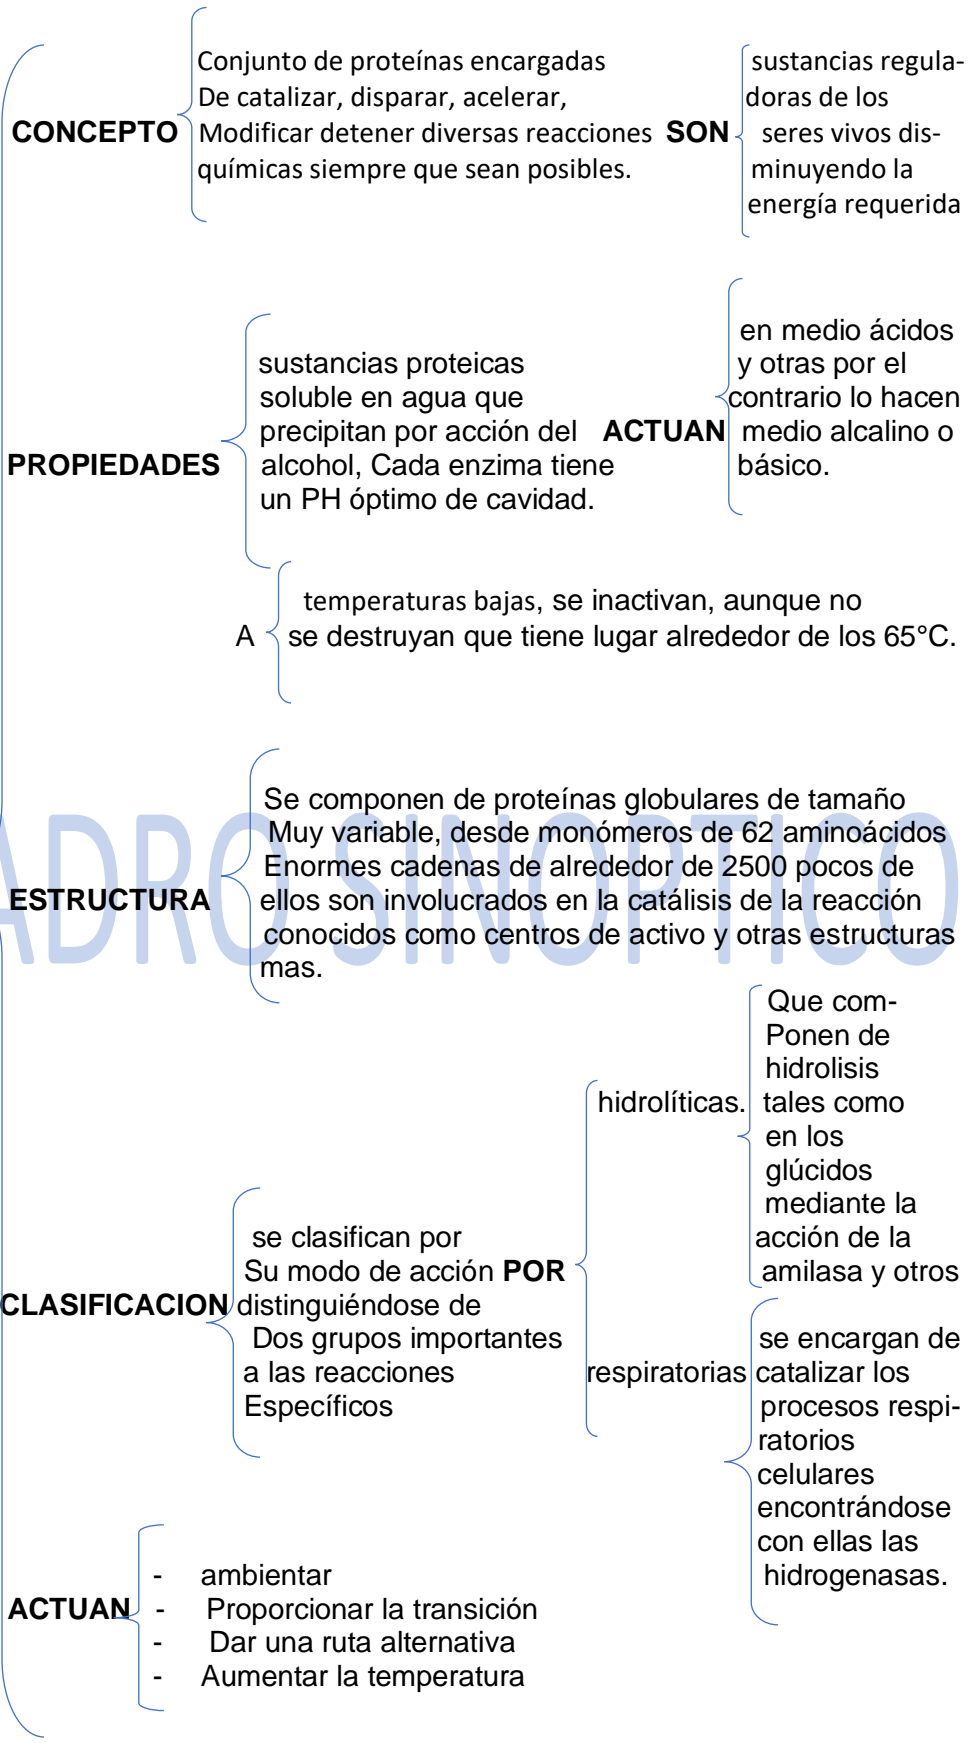 Conjunto de proteínas encargadas
De catalizar, disparar, acelerar,
CONCEPTO
Modificar detener diversas reacciones
químicas siempre que sean posibles.
SON
sustancias regula-
doras de los
seres vivos dis-
minuyendo la
energía requerida
PROPIEDADES
sustancias proteicas
soluble en agua que
precipitan por acción del
alcohol, Cada enzima tiene
un PH óptimo de cavidad.
ACTUAN
en medio ácidos
y otras por el
contrario lo hacen
medio alcalino o
básico.
A
temperaturas bajas, se inactivan, aunque no
se destruyan que tiene lugar alrededor de los 65°C.
ADRO SINOPTICO
ESTRUCTURA
Se componen de proteínas globulares de tamaño
Muy variable, desde monómeros de 62 aminoácidos
Enormes cadenas de alrededor de 2500 pocos de
ellos son involucrados en la catálisis de la reacción
conocidos como centros de activo y otras estructuras
mas.
CLASIFICACION
se clasifican por
Su modo de acción POR
distinguiéndose de
Dos grupos importantes
a las reacciones
Específicos
hidrolíticas.
Que com-
Ponen de
hidrolisis
tales como
en los
glúcidos
mediante la
acción de la
amilasa y otros
respiratorias
se encargan de
catalizar los
procesos respi-
ratorios
celulares
encontrándose
con ellas las
hidrogenasas.
ACTUAN
- ambientar
- Proporcionar la transición
- Dar una ruta alternativa
- Aumentar la temperatura